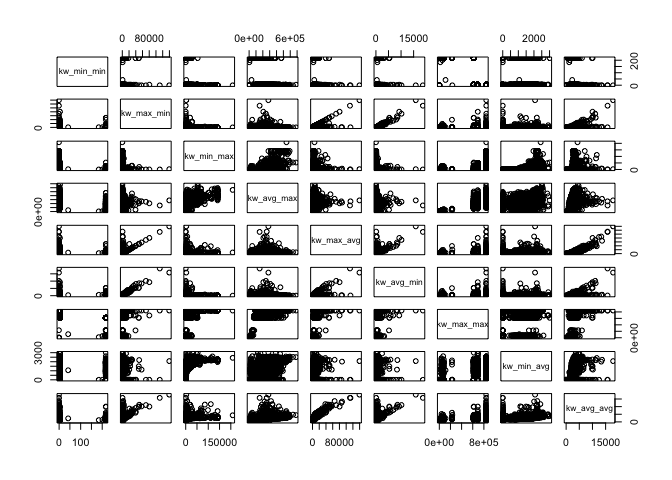 0 80000 0e+00 6e+05 0 15000 0 2000
kw_min_min 0 200
0 kw_max_min
kw_min_max 0
0e+00 kw_avg_max
kw_max_avg 0
0 kw_avg_min
kw_max_max 0e+00
0 3000 kw_min_avg
kw_avg_avg 0
0 100 0 150000 0 80000 0e+00 8e+05 0 15000